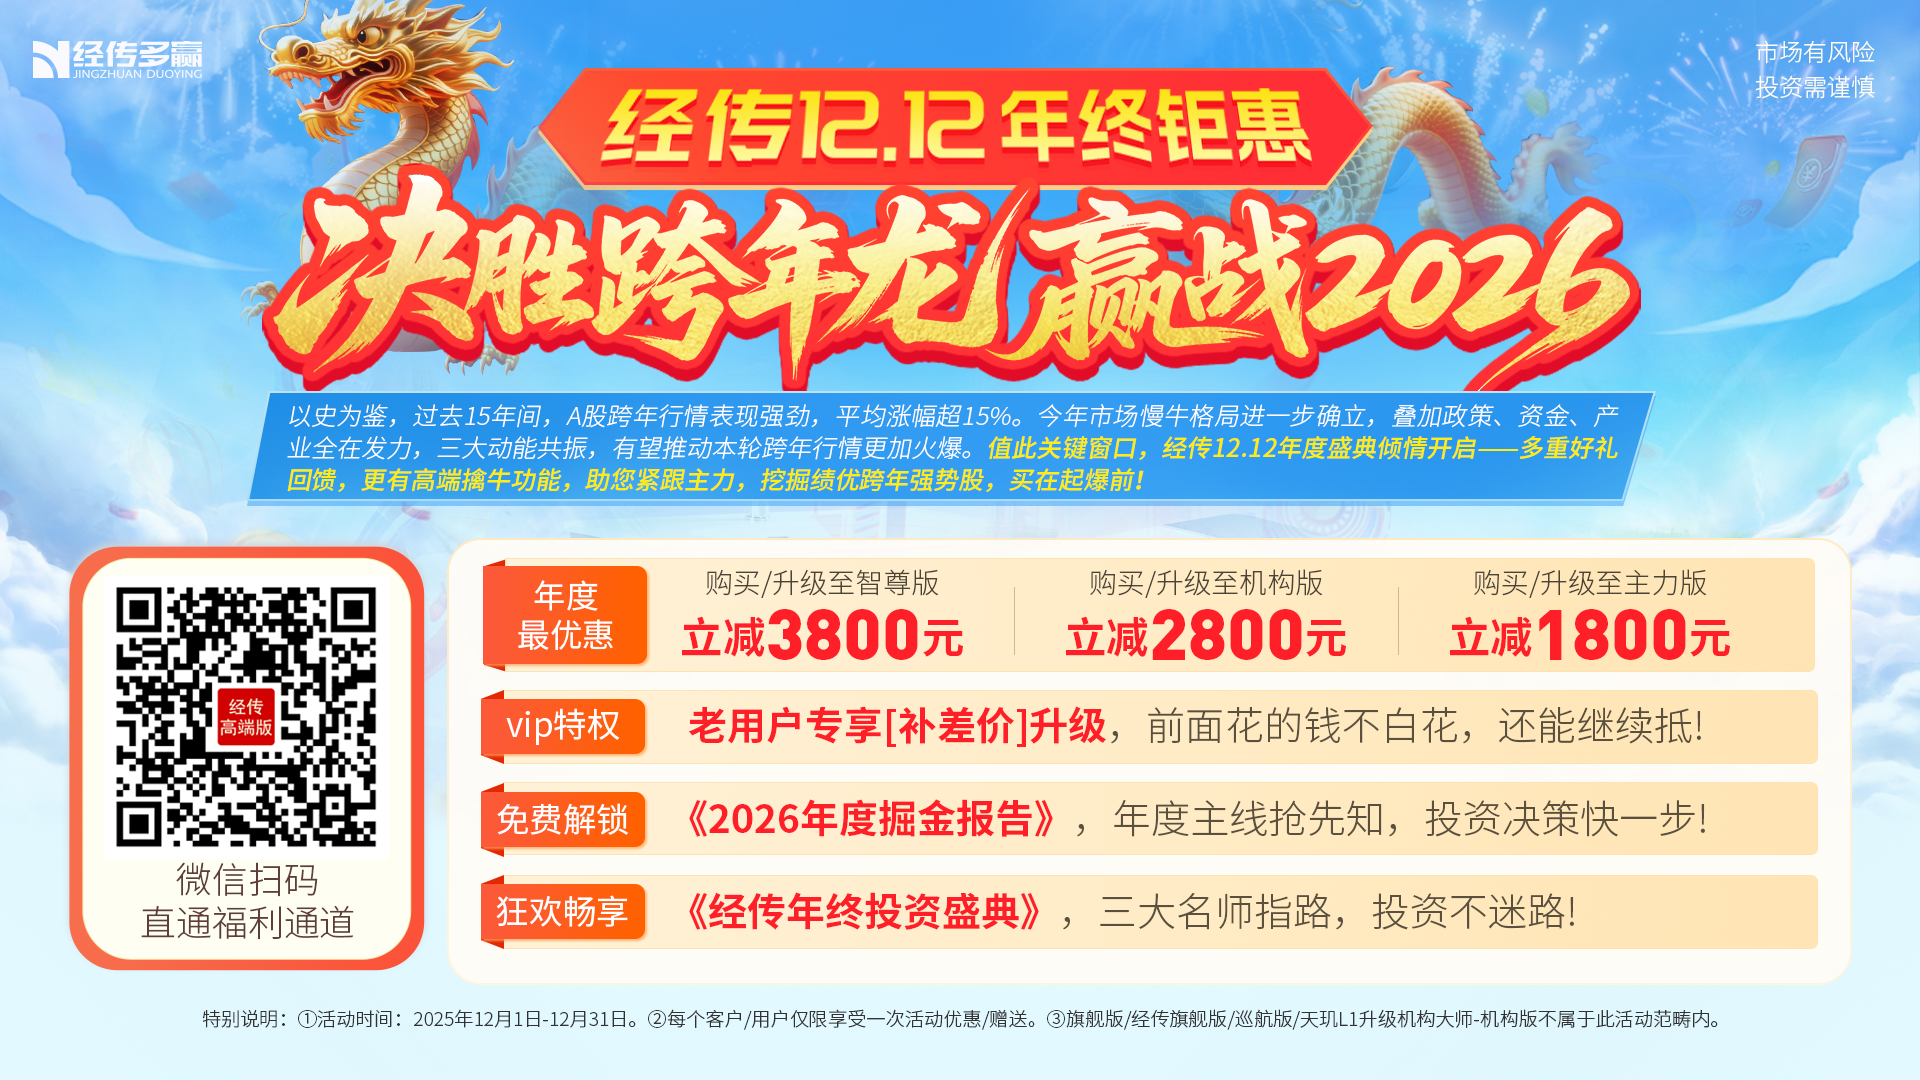 经传多赢
JINGZHUAN DUOYING
市场有风险
投资需谨慎
经传12.12年终钜惠
决胜跨年龙 赢战2026
以史为鉴，过去15年间，A股跨年行情表现强劲，平均涨幅超15%。今年市场慢牛格局进一步确立，叠加政策、资金、产
业全在发力，三大动能共振，有望推动本轮跨年行情更加火爆。值此关键窗口，经传12.12年度盛典倾情开启——多重好礼
回馈，更有高端擒牛功能，助您紧跟主力，挖掘绩优跨年强势股，买在起爆前！
经传
高端版
微信扫码
直通福利通道
年度
最优惠
购买/升级至智尊版
立减3800元
购买/升级至机构版
立减2800元
购买/升级至主力版
立减1800元
vip特权
老用户专享[补差价]升级，前面花的钱不白花，还能继续抵!
免费解锁
《2026年度掘金报告》，年度主线抢先知，投资决策快一步!
狂欢畅享
《经传年终投资盛典》，三大名师指路，投资不迷路!
特别说明：①活动时间：2025年12月1日-12月31日。②每个客户/用户仅限享受一次活动优惠/赠送。③旗舰版/经传旗舰版/巡航版/天玑L1升级机构大师-机构版不属于此活动范畴内。